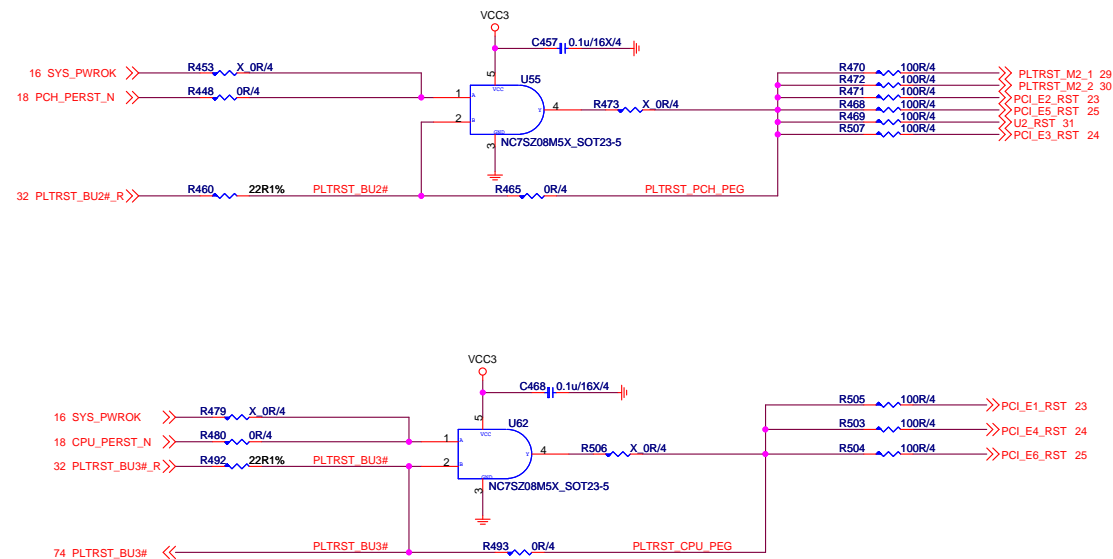 VCC3
C457 0.1u/16X/4
16 SYS_PWROK R453 X_0R/4
18 PCH_PERST_N R448 0R/4
5 U55
VCC
1 A
2 B
Y 4 R473 X_0R/4
GND
3 NC7SZ08M5X_SOT23-5
R470 100R/4 PLTRST_M2_1 29
R472 100R/4 PLTRST_M2_2 30
R471 100R/4 PCI_E2_RST 23
R468 100R/4 PCI_E5_RST 25
R469 100R/4 U2_RST 31
R507 100R/4 PCI_E3_RST 24
32 PLTRST_BU2#_R R460 22R1% PLTRST_BU2# R465 0R/4 PLTRST_PCH_PEG
VCC3
C468 0.1u/16X/4
16 SYS_PWROK R479 X_0R/4
18 CPU_PERST_N R480 0R/4
32 PLTRST_BU3#_R R492 22R1% PLTRST_BU3#
5 U62
VCC
1 A
2 B
Y 4 R506 X_0R/4
GND
3 NC7SZ08M5X_SOT23-5
R505 100R/4 PCI_E1_RST 23
R503 100R/4 PCI_E4_RST 24
R504 100R/4 PCI_E6_RST 25
74 PLTRST_BU3# PLTRST_BU3# R493 0R/4 PLTRST_CPU_PEG